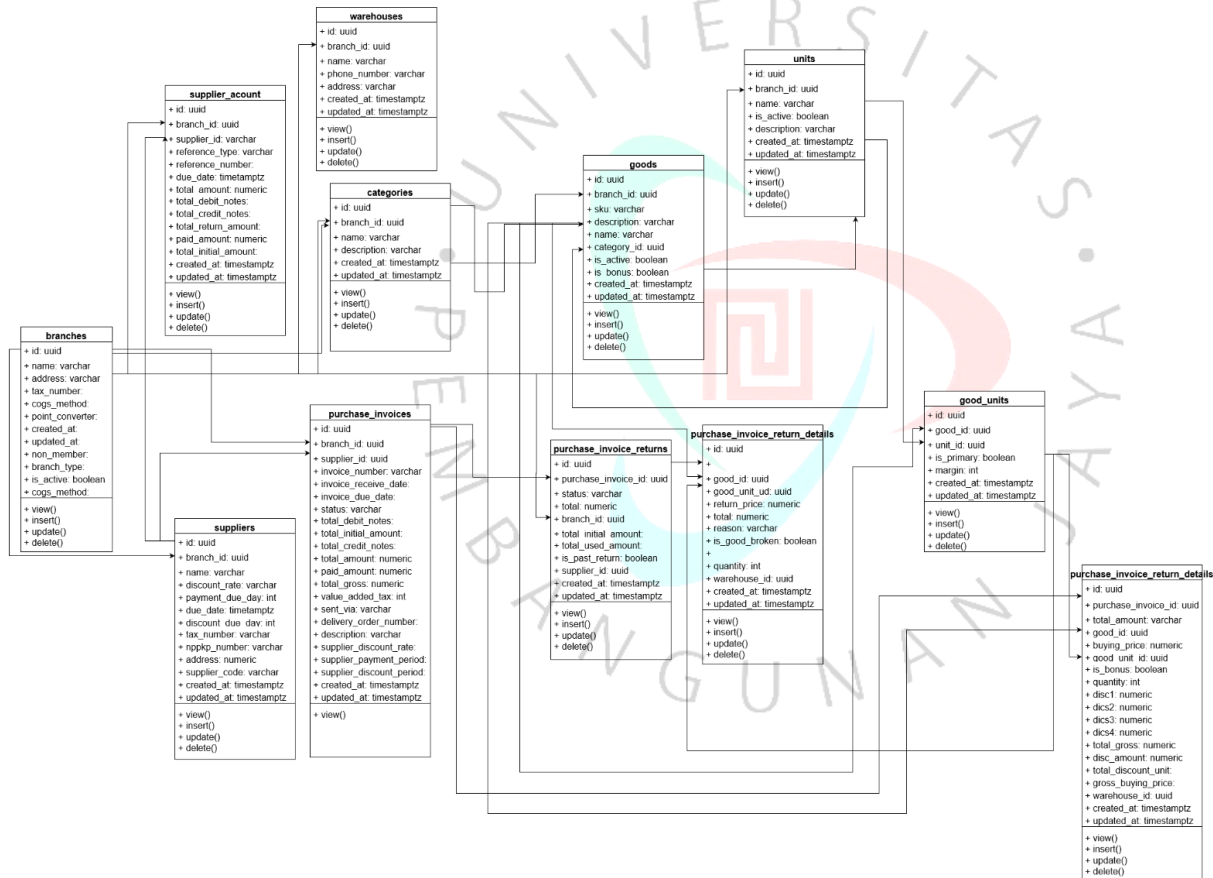 warehouses
+ id: uuid
+ branch_id: uuid
+ name: varchar
+ phone_number: varchar
+ address: varchar
+ created_at: timestamptz
+ updated_at: timestamptz
+ view()
+ insert()
+ update()
+ delete()
supplier_acount
+ id: uuid
+ branch_id: uuid
+ supplier_id: varchar
+ reference_type: varchar
+ reference_number:
+ due_date: timetamptz
+ total_amount: numeric
+ total_debit_notes:
+ total_credit_notes:
+ total_return_amount:
+ paid_amount: numeric
+ total_initial_amount:
+ created_at: timestamptz
+ updated_at: timestamptz
+ view()
+ insert()
+ update()
+ delete()
categories
+ id: uuid
+ branch_id: uuid
+ name: varchar
+ description: varchar
+ created_at: timestamptz
+ updated_at: timestamptz
+ view()
+ insert()
+ update()
+ delete()
goods
+ id: uuid
+ branch_id: uuid
+ sku: varchar
+ description: varchar
+ name: varchar
+ category_id: uuid
+ is_active: boolean
+ is_bonus: boolean
+ created_at: timestamptz
+ updated_at: timestamptz
+ view()
+ insert()
+ update()
+ delete()
units
+ id: uuid
+ branch_id: uuid
+ name: varchar
+ is_active: boolean
+ description: varchar
+ created_at: timestamptz
+ updated_at: timestamptz
+ view()
+ insert()
+ update()
+ delete()
branches
+ id: uuid
+ name: varchar
+ address: varchar
+ tax_number:
+ cogs_method:
+ point_converter:
+ created_at:
+ updated_at:
+ non_member:
+ branch_type:
+ is_active: boolean
+ cogs_method:
+ view()
+ insert()
+ update()
+ delete()
suppliers
+ id: uuid
+ branch_id: uuid
+ name: varchar
+ discount_rate: varchar
+ payment_due_day: int
+ due_date: timetamptz
+ discount_due_day: int
+ tax_number: varchar
+ nppkp_number: varchar
+ address: numeric
+ supplier_code: varchar
+ created_at: timestamptz
+ updated_at: timestamptz
+ view()
+ insert()
+ update()
+ delete()
purchase_invoices
+ id: uuid
+ branch_id: uuid
+ supplier_id: uuid
+ invoice_number: varchar
+ invoice_receive_date:
+ invoice_due_date:
+ status: varchar
+ total_debit_notes:
+ total_initial_amount:
+ total_credit_notes:
+ total_amount: numeric
+ paid_amount: numeric
+ total_gross: numeric
+ value_added_tax: int
+ sent_via: varchar
+ delivery_order_number:
+ description: varchar
+ supplier_discount_rate:
+ supplier_payment_period:
+ supplier_discount_period:
+ created_at: timestamptz
+ updated_at: timestamptz
+ view()
purchase_invoice_returns
+ id: uuid
+ purchase_invoice_id: uuid
+ status: varchar
+ total: numeric
+ branch_id: uuid
+ total_initial_amount:
+ total_used_amount:
+ is_past_return: boolean
+ supplier_id: uuid
+ created_at: timestamptz
+ updated_at: timestamptz
+ view()
+ insert()
+ update()
+ delete()
purchase_invoice_return_details
+ id: uuid
+
+ good_id: uuid
+ good_unit_ud: uuid
+ return_price: numeric
+ total: numeric
+ reason: varchar
+ is_good_broken: boolean
+
+ quantity: int
+ warehouse_id: uuid
+ created_at: timestamptz
+ updated_at: timestamptz
+ view()
+ insert()
+ update()
+ delete()
good_units
+ id: uuid
+ good_id: uuid
+ unit_id: uuid
+ is_primary: boolean
+ margin: int
+ created_at: timestamptz
+ updated_at: timestamptz
+ view()
+ insert()
+ update()
+ delete()
purchase_invoice_return_details
+ id: uuid
+ purchase_invoice_id: uuid
+ total_amount: varchar
+ good_id: uuid
+ buying_price: numeric
+ good_unit_id: uuid
+ is_bonus: boolean
+ quantity: int
+ disc1: numeric
+ dics2: numeric
+ dics3: numeric
+ dics4: numeric
+ total_gross: numeric
+ disc_amount: numeric
+ total_discount_unit:
+ gross_buying_price:
+ warehouse_id: uuid
+ created_at: timestamptz
+ updated_at: timestamptz
+ view()
+ insert()
+ update()
+ delete()
UNIVERSITAS
PEMBANGUNAN JAYA